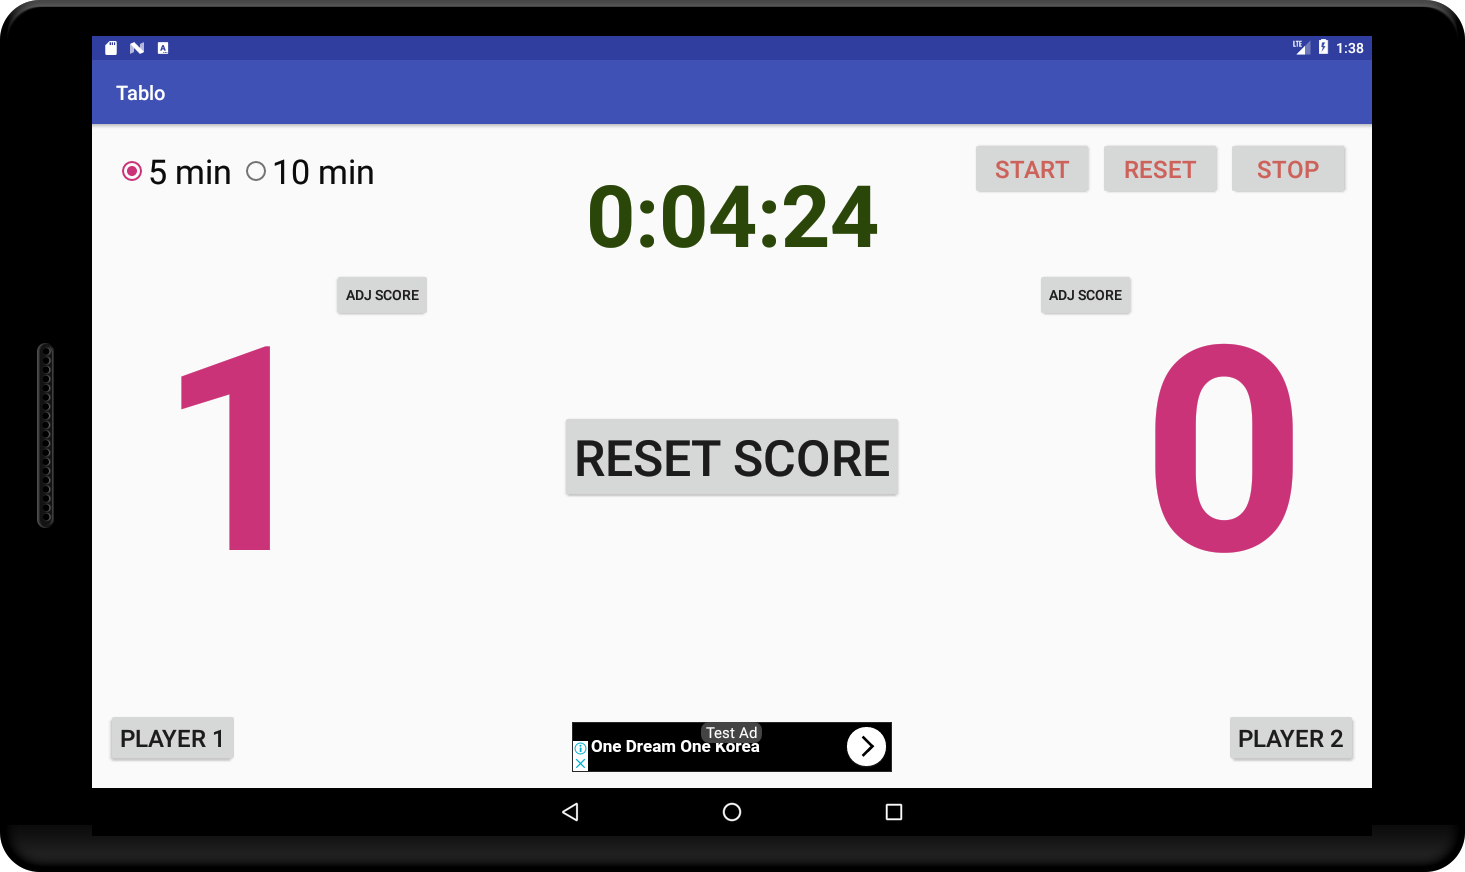 LTE 1:38
Tablo
5 min 10 min
START RESET STOP
0:04:24
ADJ SCORE ADJ SCORE
1 0
RESET SCORE
PLAYER 1 PLAYER 2
Test Ad
One Dream One Korea